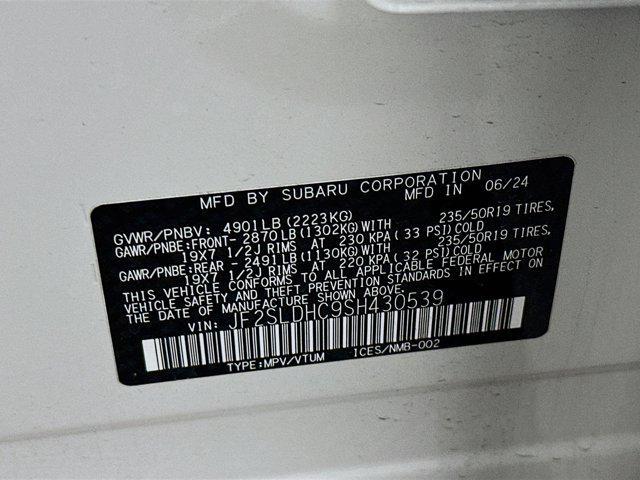 MFD BY SUBARU CORPORATION
MFD IN 06/24
GVWR/PNBV: 4901LB(2223KG)
GAWR/PNBE:FRONT- 2870LB(1302KG)WITH 235/50R19 TIRES,
19X7 1/2J RIMS AT 230 KPA(33 PSI)COLD
GAWR/PNBE:REAR - 2491LB(1130KG)WITH 235/50R19 TIRES,
19X7 1/2J RIMS AT 220 KPA(32 PSI)COLD
THIS VEHICLE CONFORMS TO ALL APPLICABLE FEDERAL MOTOR
VEHICLE SAFETY AND THEFT PREVENTION STANDARDS IN EFFECT ON
THE DATE OF MANUFACTURE SHOWN ABOVE.
VIN: JF2SLDHC9SH430539
TYPE:MPV/VTUM ICES/NMB-002